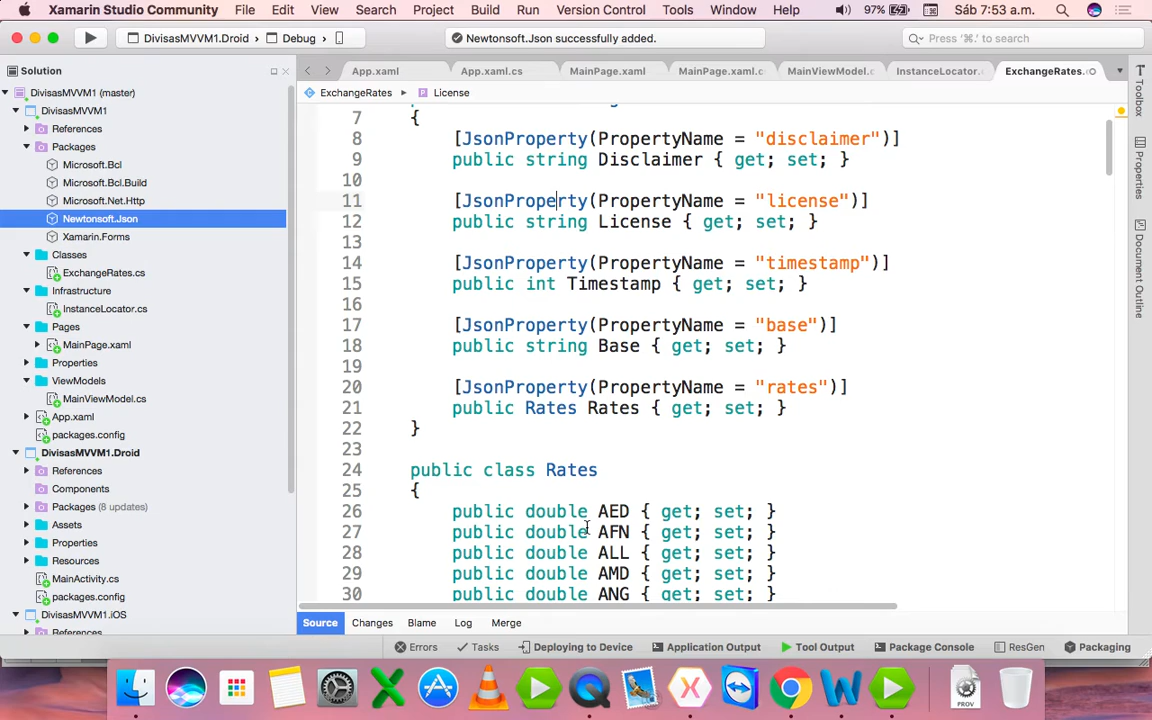 Xamarin Studio Community File Edit View Search Project Build Run Version Control Tools Window Help 97% Sáb 7:53 a.m.
DivisasMVVM1.Droid > Debug > Newtonsoft.Json successfully added. Press '⌘.' to search
Solution
App.xaml App.xaml.cs MainPage.xaml MainPage.xaml.c MainViewModel.c InstanceLocator.c ExchangeRates.c
ExchangeRates License
DivisasMVVM1 (master)
DivisasMVVM1
References
Packages
Microsoft.Bcl
Microsoft.Bcl.Build
Microsoft.Net.Http
Newtonsoft.Json
Xamarin.Forms
Classes
ExchangeRates.cs
Infrastructure
InstanceLocator.cs
Pages
MainPage.xaml
Properties
ViewModels
MainViewModel.cs
App.xaml
packages.config
DivisasMVVM1.Droid
References
Components
Packages (8 updates)
Assets
Properties
Resources
MainActivity.cs
packages.config
DivisasMVVM1.iOS
References
7 {
8 [JsonProperty(PropertyName = "disclaimer")]
9 public string Disclaimer { get; set; }
10
11 [JsonProperty(PropertyName = "license")]
12 public string License { get; set; }
13
14 [JsonProperty(PropertyName = "timestamp")]
15 public int Timestamp { get; set; }
16
17 [JsonProperty(PropertyName = "base")]
18 public string Base { get; set; }
19
20 [JsonProperty(PropertyName = "rates")]
21 public Rates Rates { get; set; }
22 }
23
24 public class Rates
25 {
26 public double AED { get; set; }
27 public double AFN { get; set; }
28 public double ALL { get; set; }
29 public double AMD { get; set; }
30 public double ANG { get; set; }
Toolbox
Properties
Document Outline
Source Changes Blame Log Merge
Errors Tasks Deploying to Device Application Output Tool Output Package Console ResGen Packaging
PROV